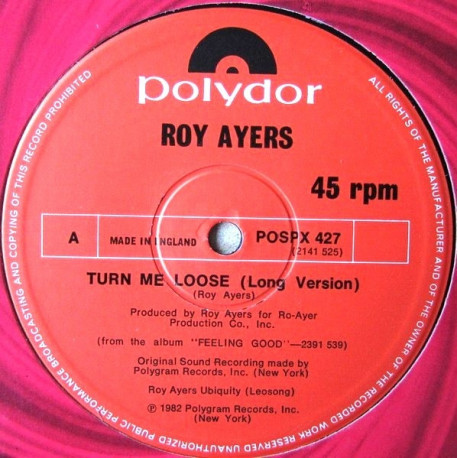 polydor
ROY AYERS
45 rpm
A
MADE IN ENGLAND
POSPX 427
(2141 525)
TURN ME LOOSE (Long Version)
(Roy Ayers)
Produced by Roy Ayers for Ro-Ayer
Production Co., Inc.
(from the album "FEELING GOOD"—2391 539)
Original Sound Recording made by
Polygram Records, Inc. (New York)
Roy Ayers Ubiquity (Leosong)
℗ 1982 Polygram Records, Inc.
(New York)
ALL RIGHTS OF THE MANUFACTURER AND OF THE OWNER OF THE RECORDED WORK RESERVED UNAUTHORISED PUBLIC PERFORMANCE BROADCASTING AND COPYING OF THIS RECORD PROHIBITED